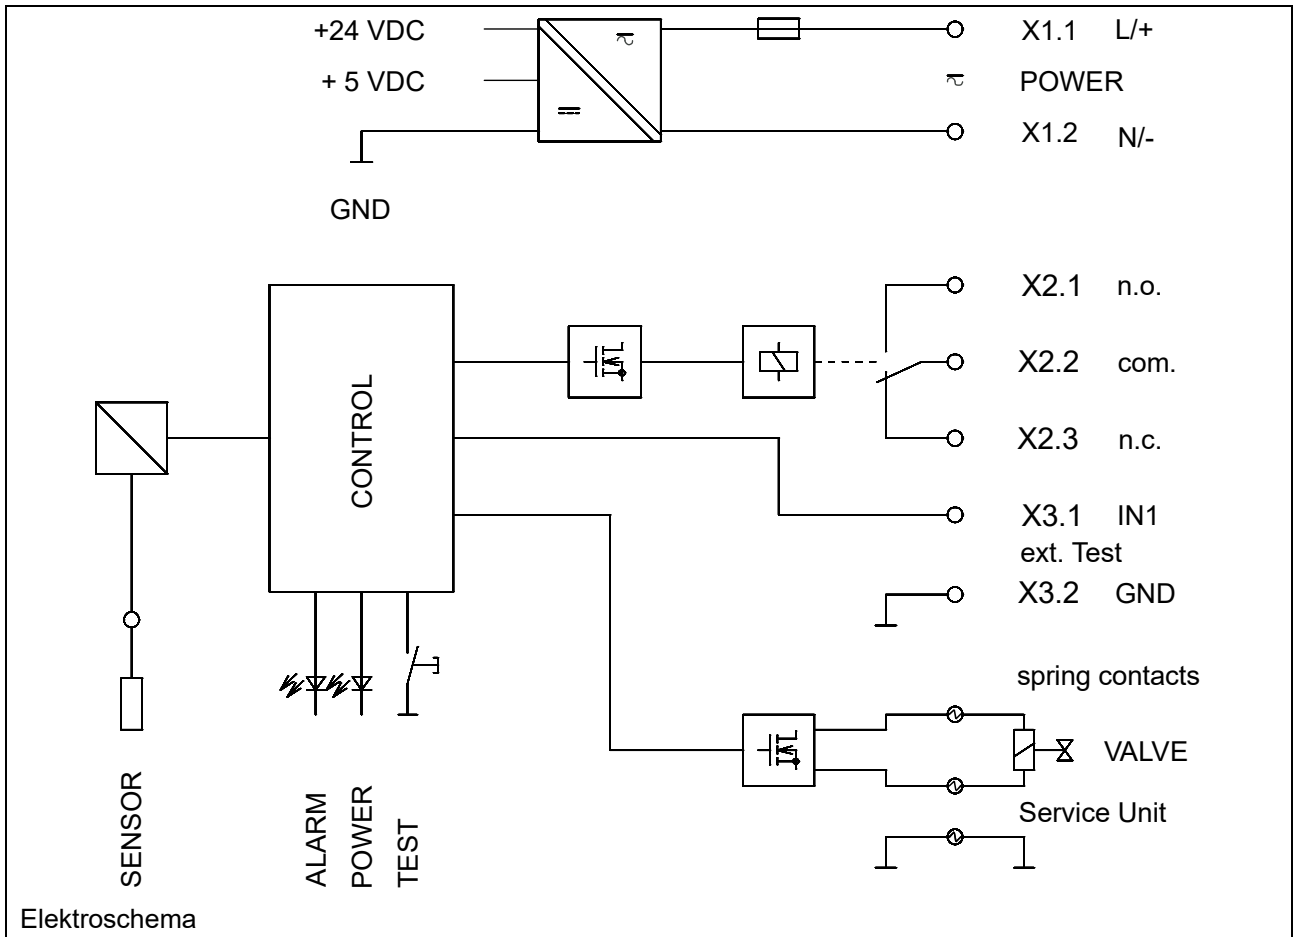 +24 VDC
X1.1 L/+
+ 5 VDC
POWER
X1.2 N/-
GND
X2.1 n.o.
X2.2 com.
X2.3 n.c.
CONTROL
X3.1 IN1
ext. Test
X3.2 GND
spring contacts
VALVE
Service Unit
SENSOR
ALARM
POWER
TEST
Elektroschema